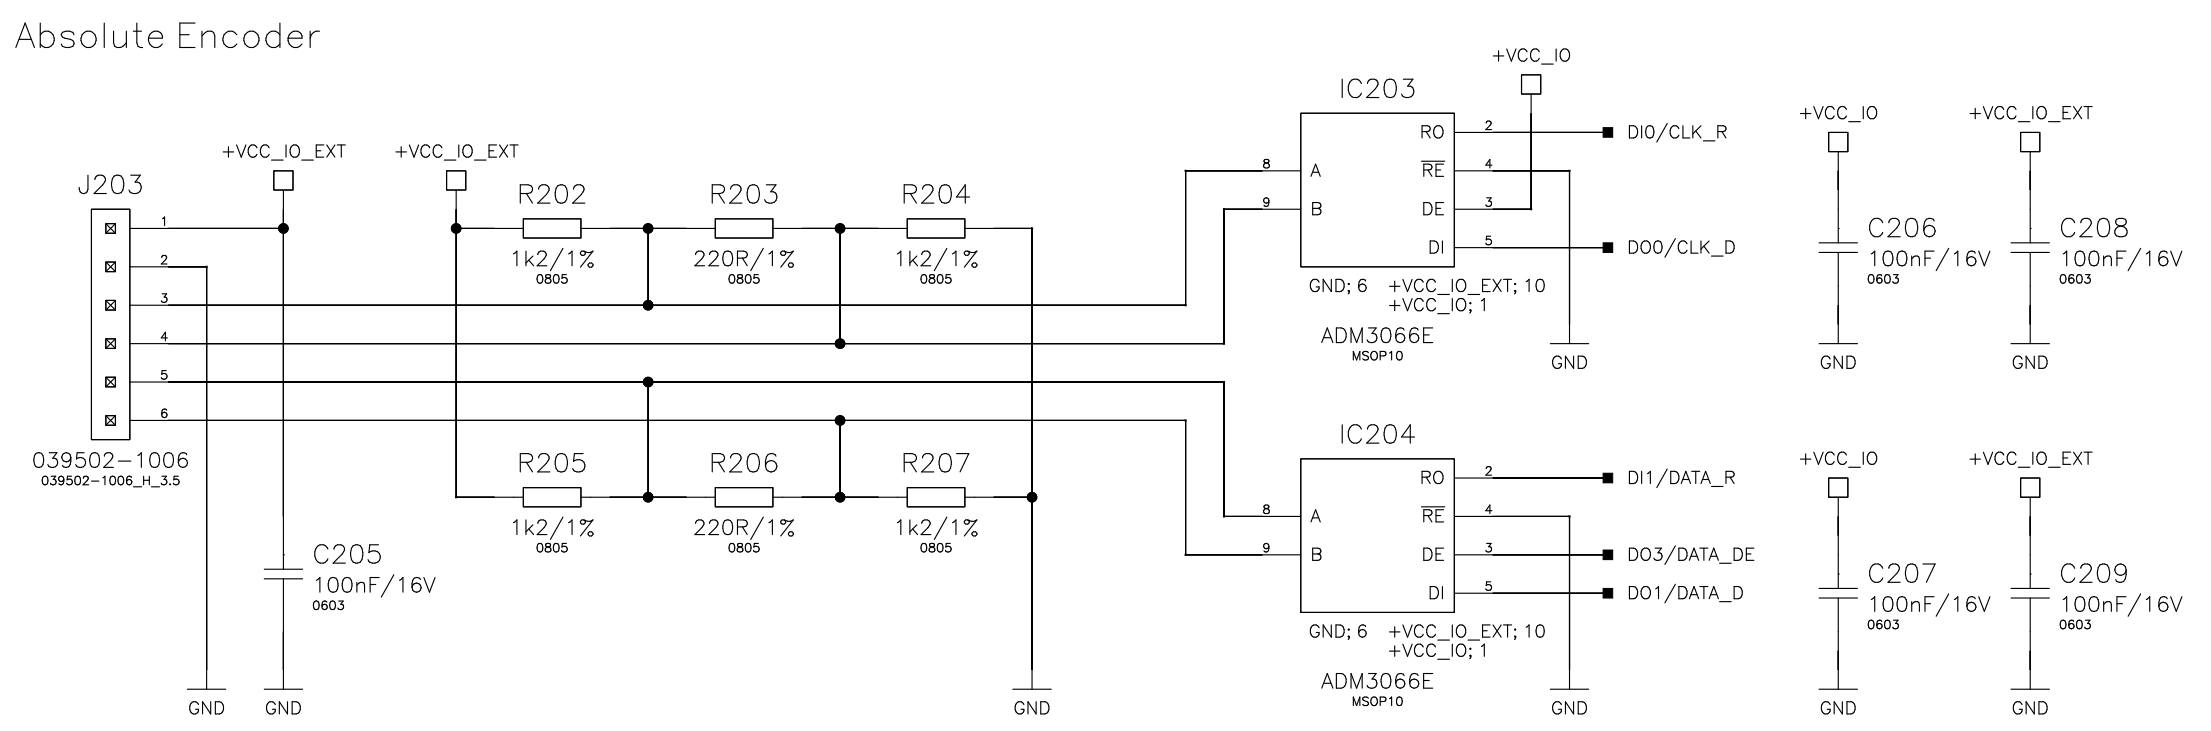 Absolute Encoder
J203
1
2
3
4
5
6
039502-1006
039502-1006_H_3.5
+VCC_IO_EXT
C205
100nF/16V
0603
GND
GND
+VCC_IO_EXT
R202
1k2/1%
0805
R203
220R/1%
0805
R204
1k2/1%
0805
R205
1k2/1%
0805
R206
220R/1%
0805
R207
1k2/1%
0805
GND
IC203
8
A
9
B
RO
2
DI0/CLK_R
RE
4
DE
3
DI
5
DO0/CLK_D
+VCC_IO
GND; 6 +VCC_IO_EXT; 10
+VCC_IO; 1
ADM3066E
MSOP10
GND
IC204
8
A
9
B
RO
2
DI1/DATA_R
RE
4
DE
3
DO3/DATA_DE
DI
5
DO1/DATA_D
GND; 6 +VCC_IO_EXT; 10
+VCC_IO; 1
ADM3066E
MSOP10
GND
+VCC_IO
C206
100nF/16V
0603
GND
+VCC_IO_EXT
C208
100nF/16V
0603
GND
+VCC_IO
C207
100nF/16V
0603
GND
+VCC_IO_EXT
C209
100nF/16V
0603
GND